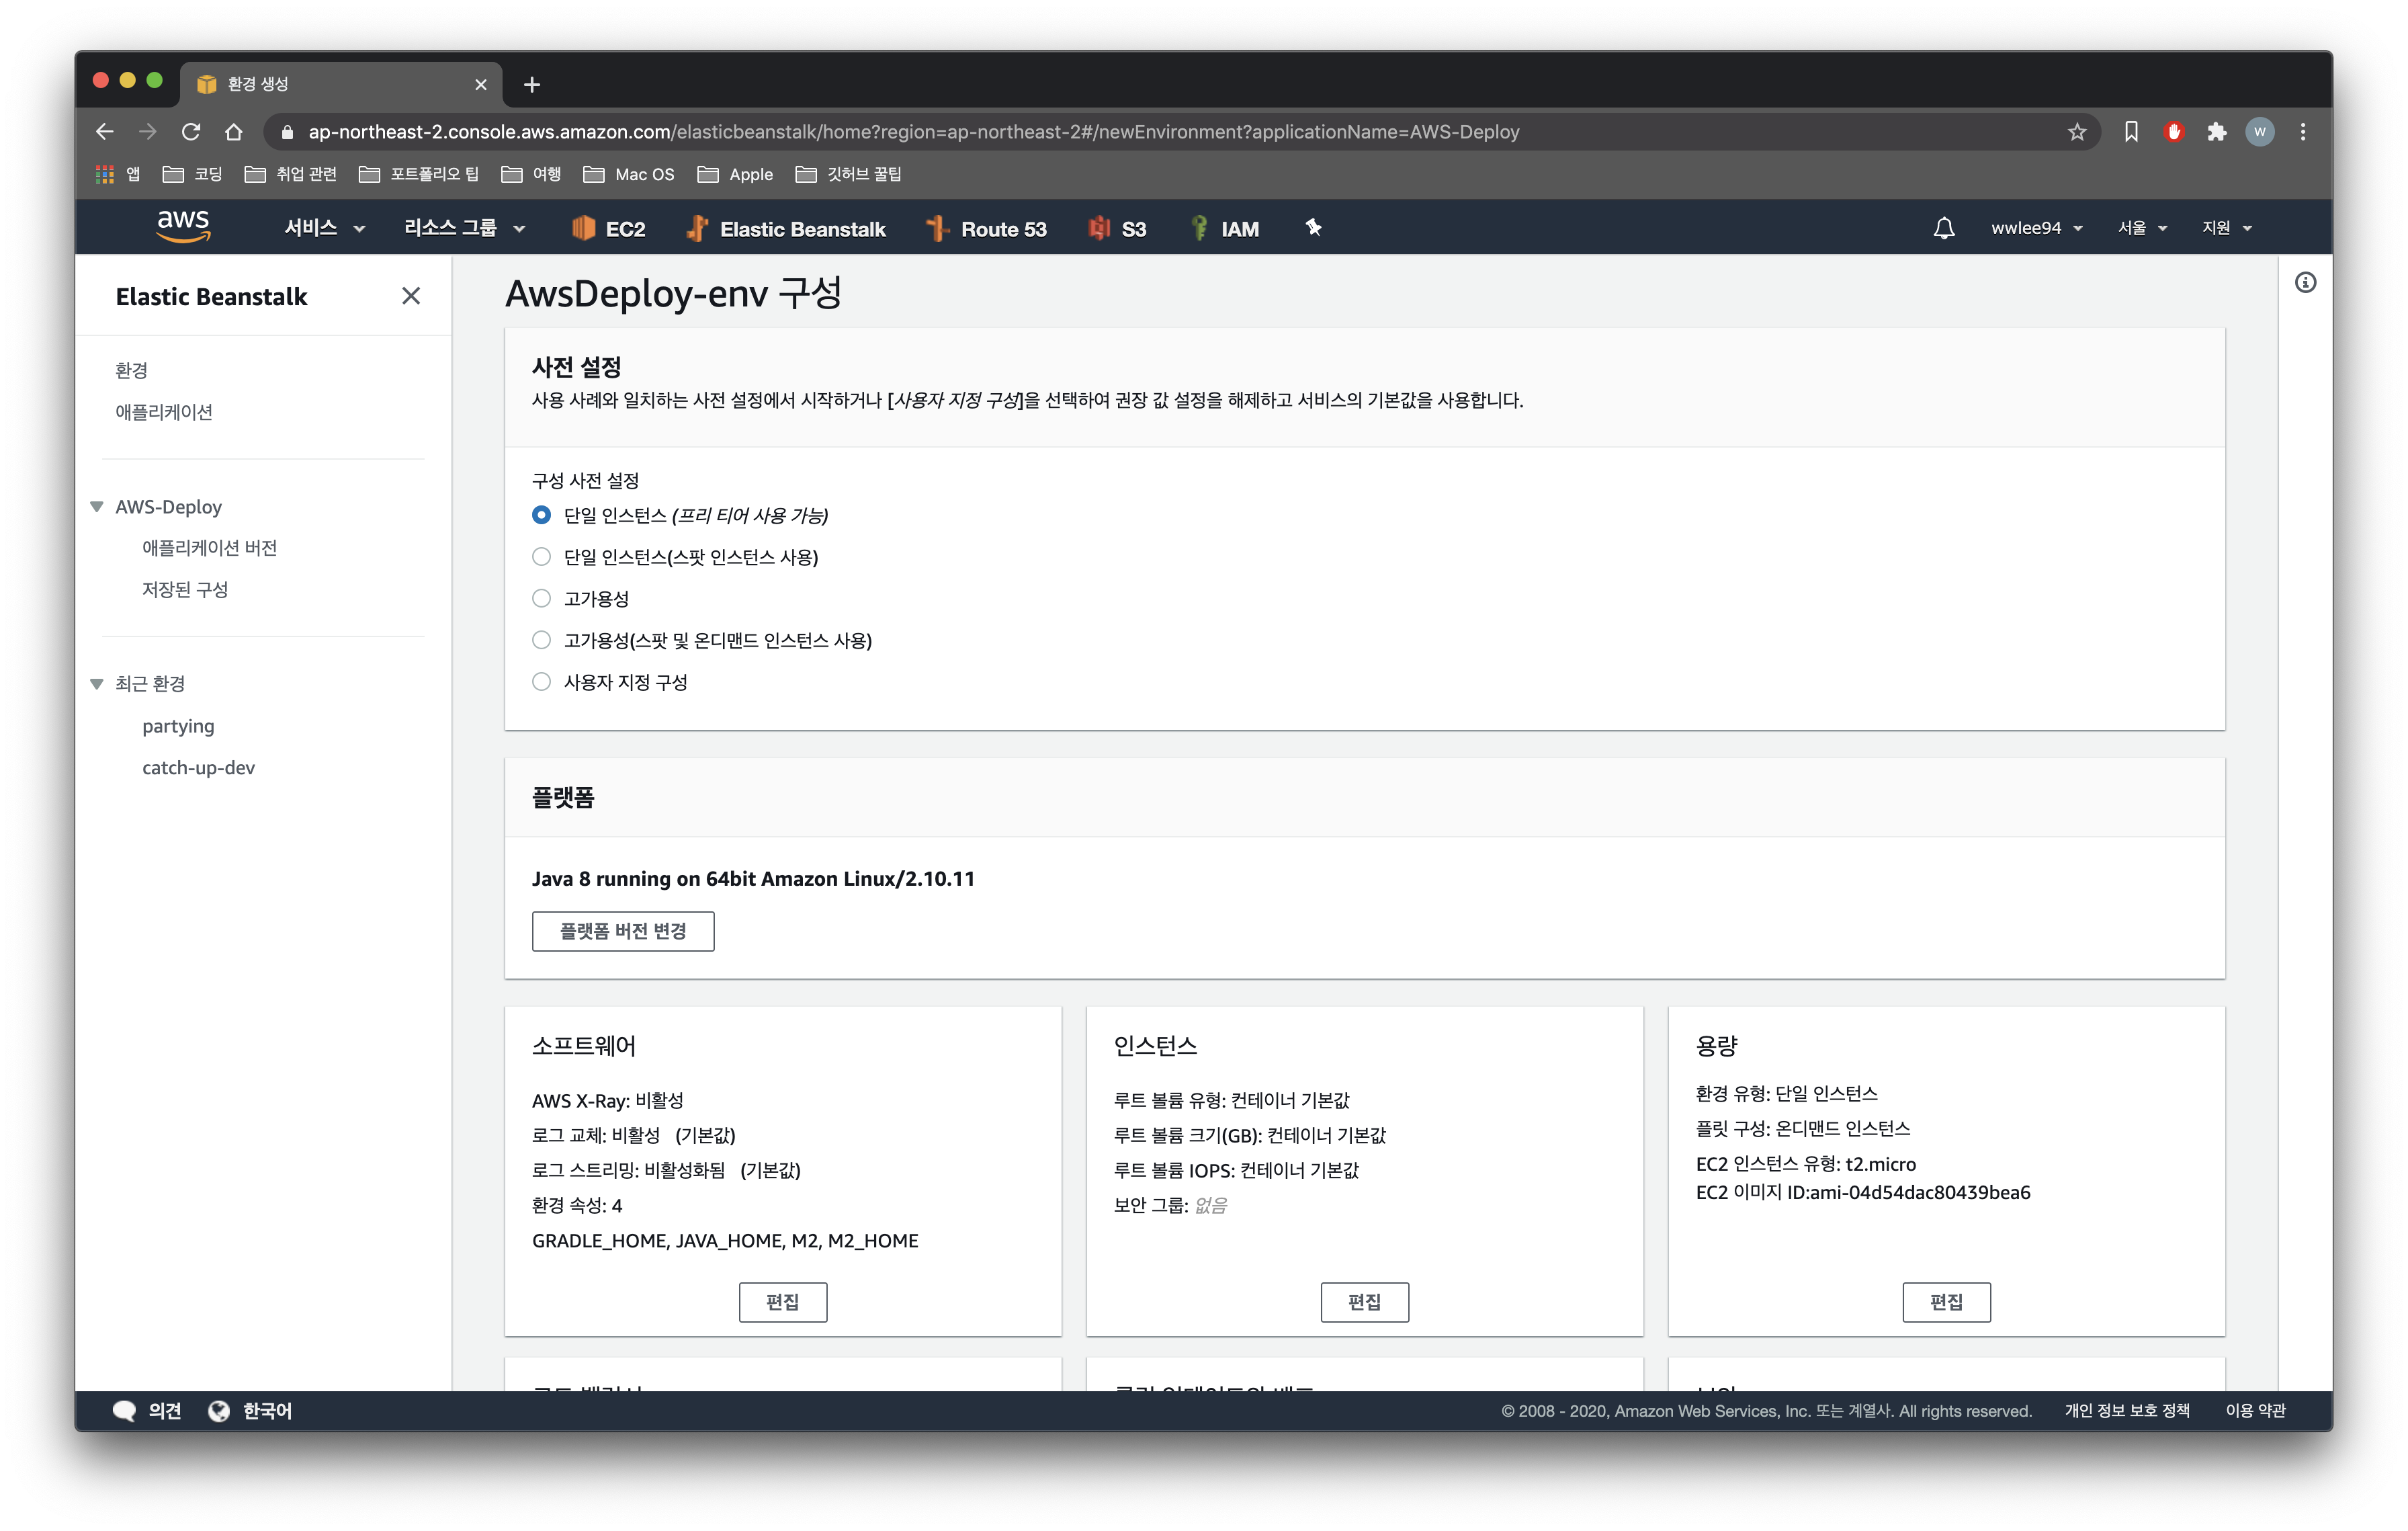 환경 생성
ap-northeast-2.console.aws.amazon.com/elasticbeanstalk/home?region=ap-northeast-2#/newEnvironment?applicationName=AWS-Deploy
W
앱 코딩 취업 관련 포트폴리오 팁 여행 Mac OS Apple 깃허브 꿀팁
aws 서비스 리소스 그룹 EC2 Elastic Beanstalk Route 53 S3 IAM wwlee94 서울 지원
Elastic Beanstalk
환경
애플리케이션
AWS-Deploy
애플리케이션 버전
저장된 구성
최근 환경
partying
catch-up-dev
AwsDeploy-env 구성
사전 설정
사용 사례와 일치하는 사전 설정에서 시작하거나 [사용자 지정 구성]을 선택하여 권장 값 설정을 해제하고 서비스의 기본값을 사용합니다.
구성 사전 설정
단일 인스턴스 (프리 티어 사용 가능)
단일 인스턴스(스팟 인스턴스 사용)
고가용성
고가용성(스팟 및 온디맨드 인스턴스 사용)
사용자 지정 구성
플랫폼
Java 8 running on 64bit Amazon Linux/2.10.11
플랫폼 버전 변경
소프트웨어
AWS X-Ray: 비활성
로그 교체: 비활성 (기본값)
로그 스트리밍: 비활성화됨 (기본값)
환경 속성: 4
GRADLE_HOME, JAVA_HOME, M2, M2_HOME
편집
인스턴스
루트 볼륨 유형: 컨테이너 기본값
루트 볼륨 크기(GB): 컨테이너 기본값
루트 볼륨 IOPS: 컨테이너 기본값
보안 그룹: 없음
편집
용량
환경 유형: 단일 인스턴스
플릿 구성: 온디맨드 인스턴스
EC2 인스턴스 유형: t2.micro
EC2 이미지 ID:ami-04d54dac80439bea6
편집
의견 한국어
© 2008 - 2020, Amazon Web Services, Inc. 또는 계열사. All rights reserved. 개인 정보 보호 정책 이용 약관